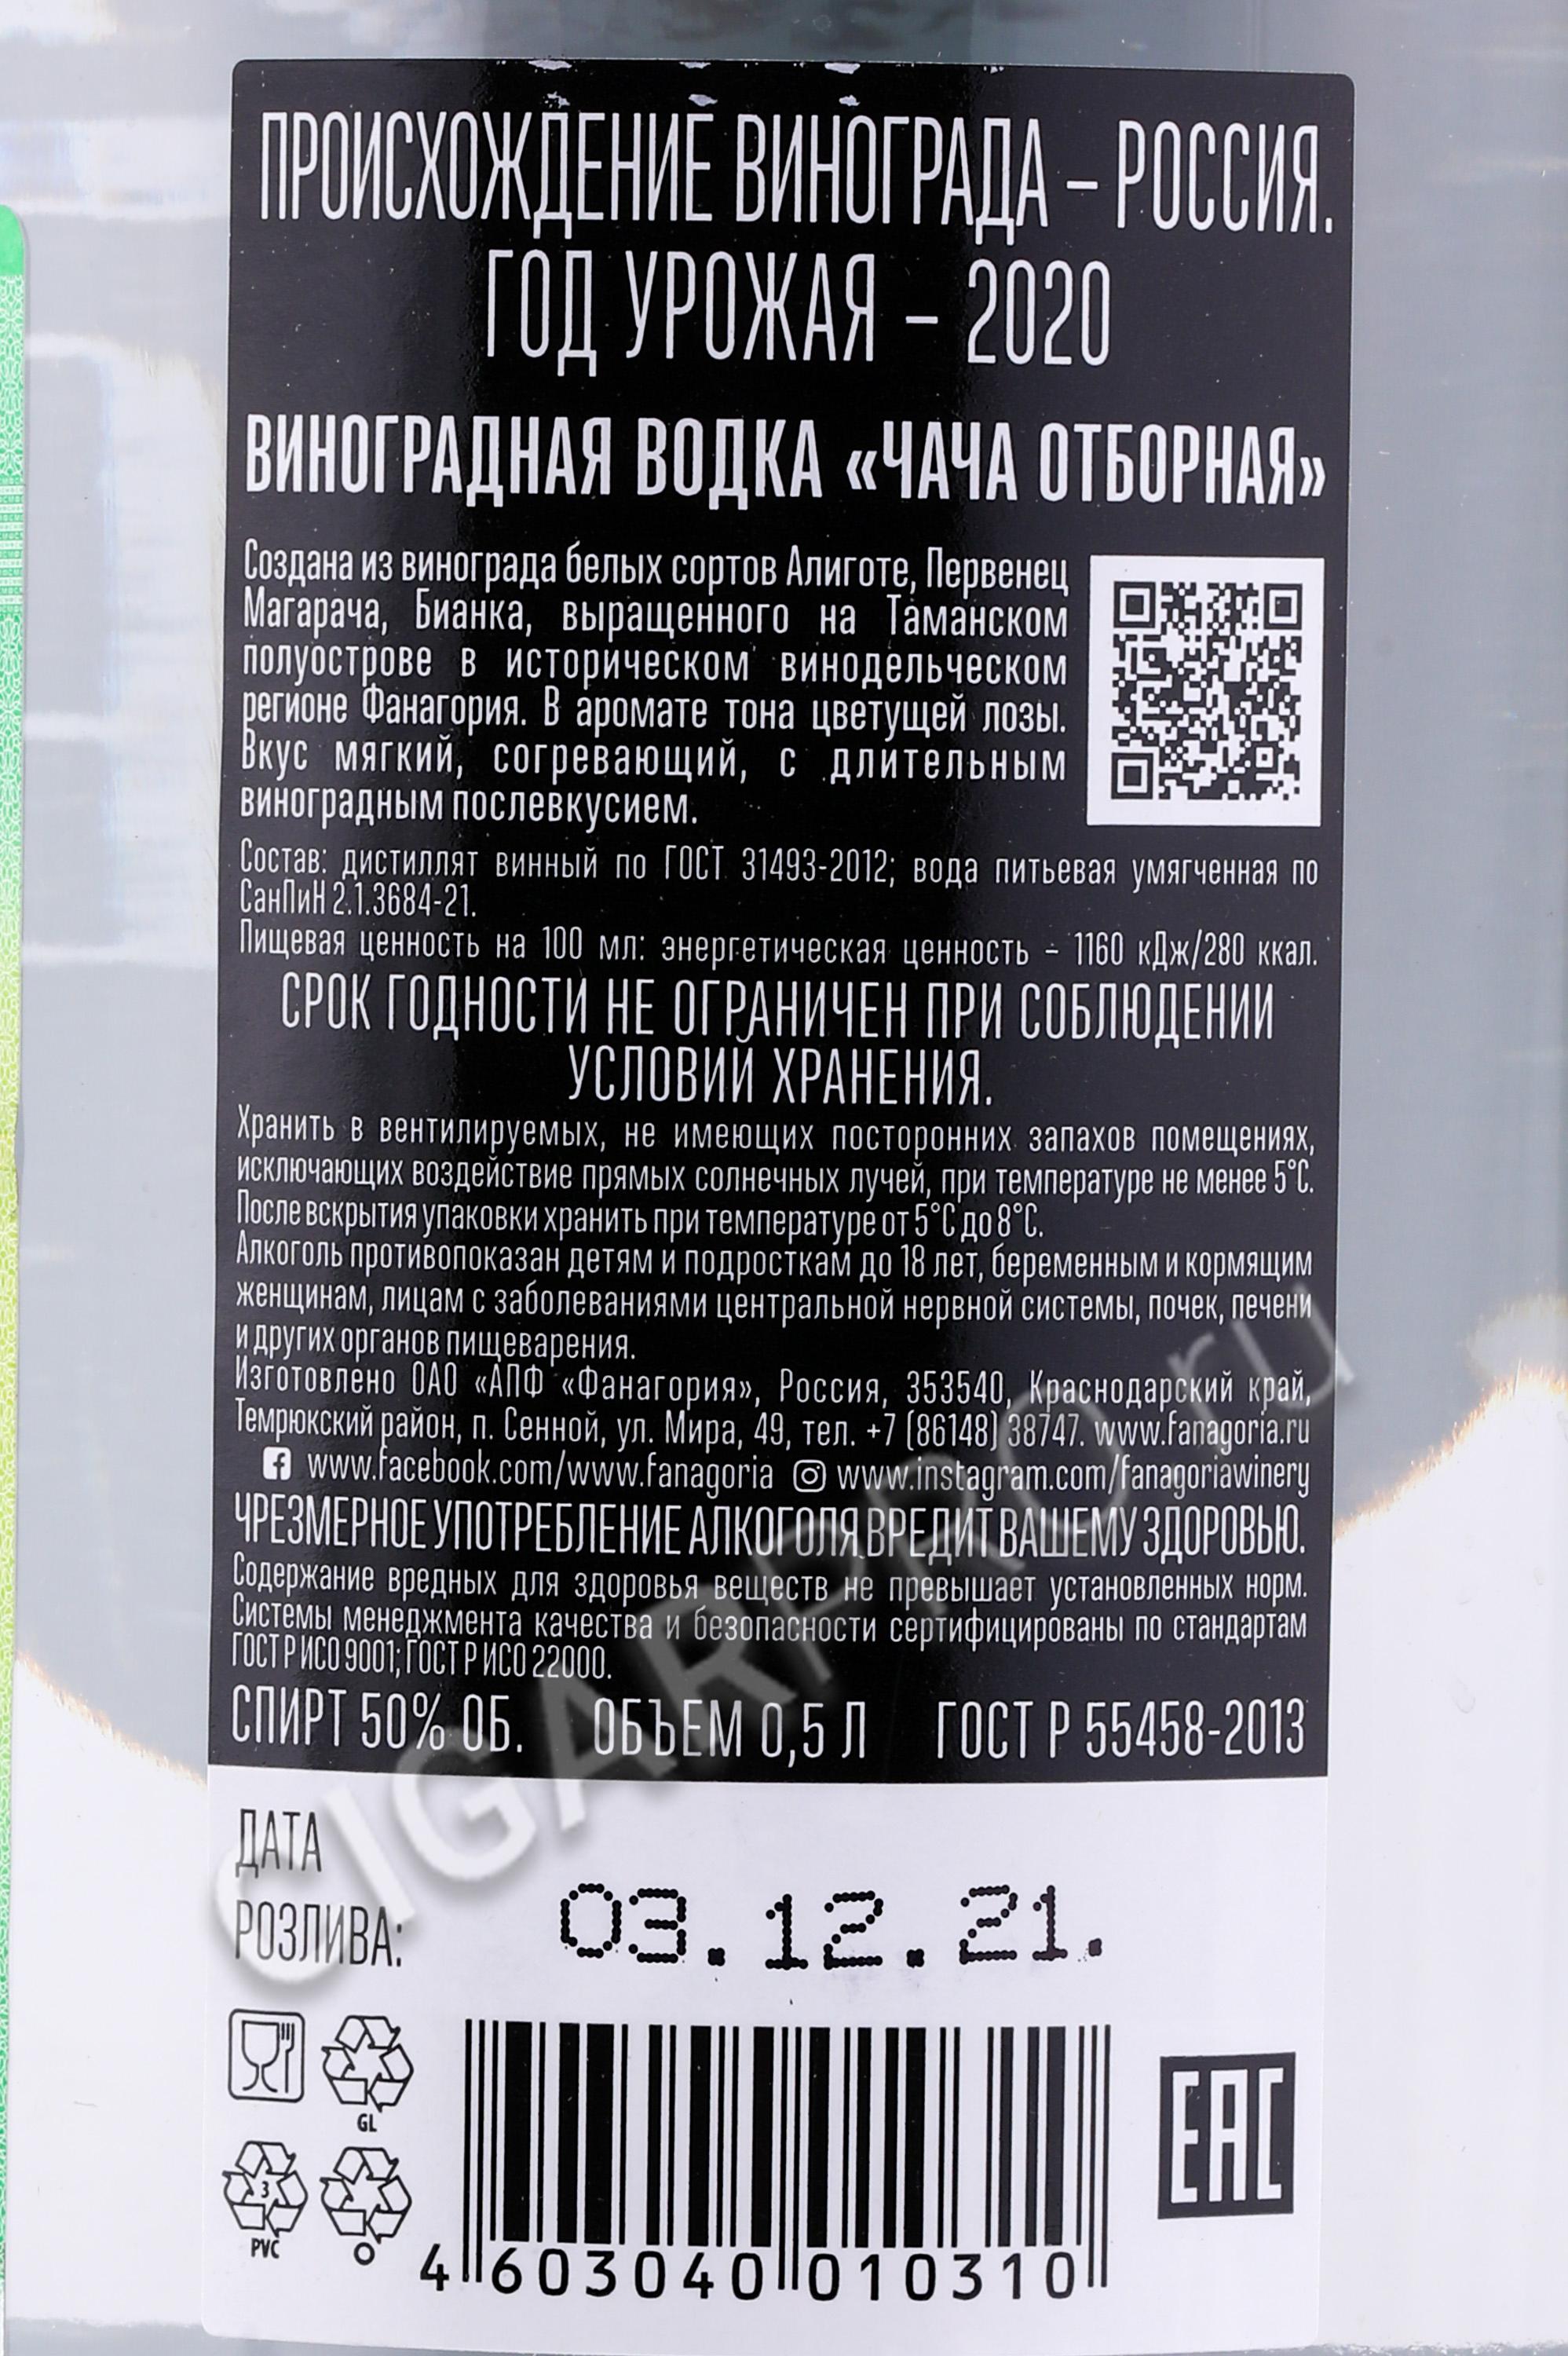 ПРОИСХОЖДЕНИЕ ВИНОГРАДА – РОССИЯ.
ГОД УРОЖАЯ – 2020
ВИНОГРАДНАЯ ВОДКА «ЧАЧА ОТБОРНАЯ»
Создана из винограда белых сортов Алиготе, Первенец
Магарача, Бианка, выращенного на Таманском
полуострове в историческом винодельческом
регионе Фанагория. В аромате тона цветущей лозы.
Вкус мягкий, согревающий, с длительным
виноградным послевкусием.
Состав: дистиллят винный по ГОСТ 31493-2012; вода питьевая умягченная по
СанПиН 2.1.3684-21.
Пищевая ценность на 100 мл: энергетическая ценность – 1160 кДж/280 ккал.
СРОК ГОДНОСТИ НЕ ОГРАНИЧЕН ПРИ СОБЛЮДЕНИИ
УСЛОВИЙ ХРАНЕНИЯ.
Хранить в вентилируемых, не имеющих посторонних запахов помещениях,
исключающих воздействие прямых солнечных лучей, при температуре не менее 5°С.
После вскрытия упаковки хранить при температуре от 5°С до 8°С.
Алкоголь противопоказан детям и подросткам до 18 лет, беременным и кормящим
женщинам, лицам с заболеваниями центральной нервной системы, почек, печени
и других органов пищеварения.
Изготовлено ОАО «АПФ «Фанагория», Россия, 353540, Краснодарский край,
Темрюкский район, п. Сенной, ул. Мира, 49, тел. +7 (86148) 38747. www.fanagoria.ru
www.facebook.com/www.fanagoria www.instagram.com/fanagoriawinery
ЧРЕЗМЕРНОЕ УПОТРЕБЛЕНИЕ АЛКОГОЛЯ ВРЕДИТ ВАШЕМУ ЗДОРОВЬЮ.
Содержание вредных для здоровья веществ не превышает установленных норм.
Системы менеджмента качества и безопасности сертифицированы по стандартам
ГОСТ Р ИСО 9001; ГОСТ Р ИСО 22000.
СПИРТ 50% ОБ. ОБЪЕМ 0,5 Л ГОСТ Р 55458-2013
CIGARPRO.ru
ДАТА
РОЗЛИВА:
03.12.21.
GL
3
PVC
EAC
4 603040 010310